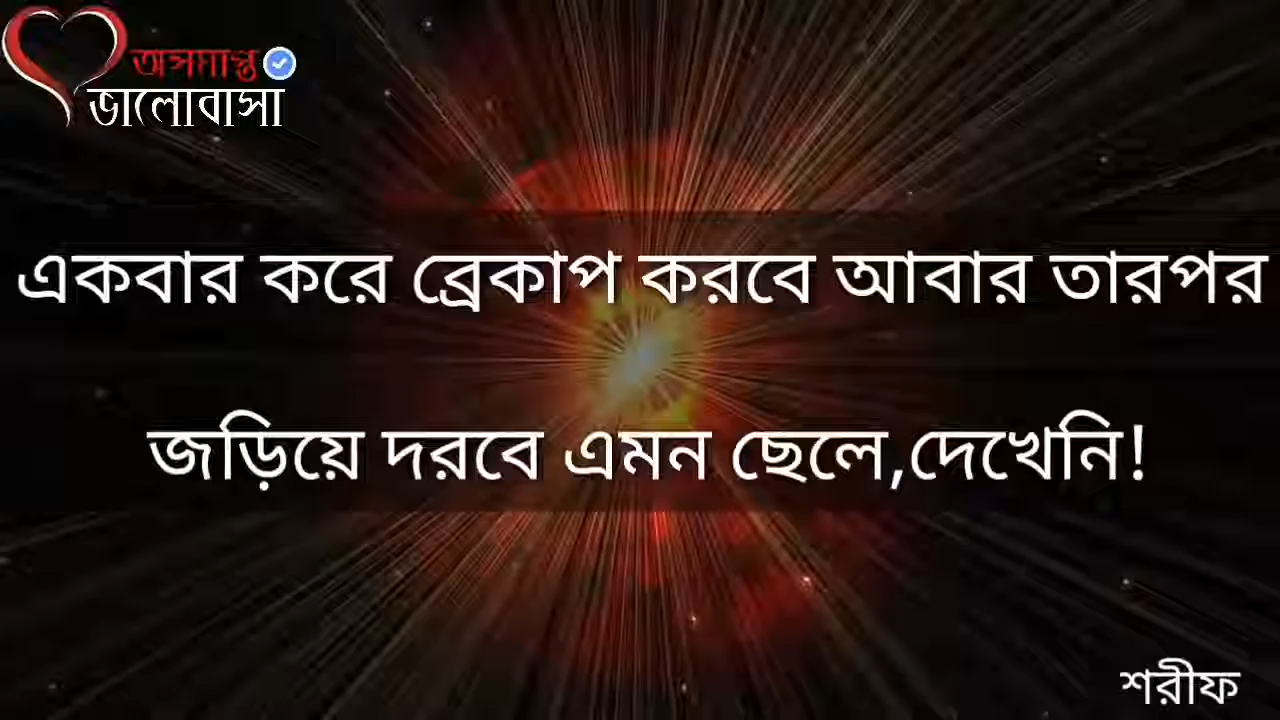 অসমাপ্ত
ভালোবাসা
একবার করে ব্রেকাপ করবে আবার তারপর
জড়িয়ে দরবে এমন ছেলে,দেখেনি!
শরীফ